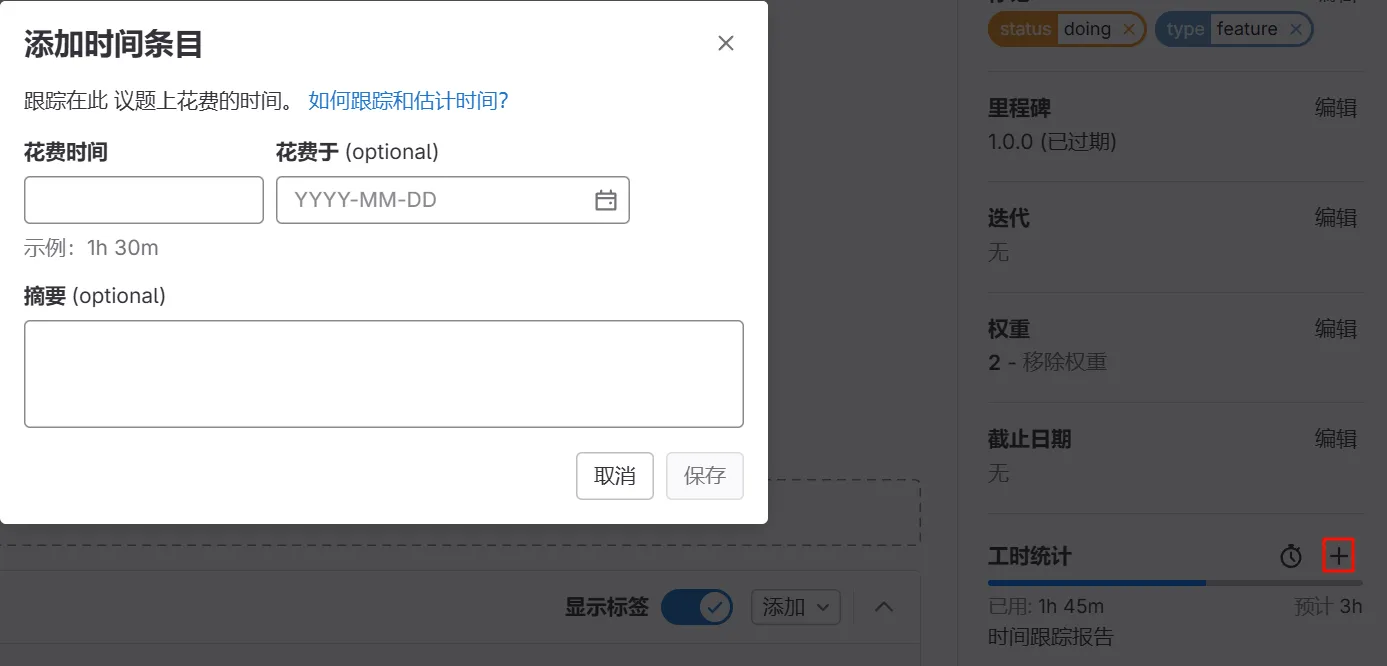 添加时间条目
跟踪在此 议题上花费的时间。 如何跟踪和估计时间?
花费时间
花费于 (optional)
YYYY-MM-DD
示例：1h 30m
摘要 (optional)
取消
保存
显示标签
添加
status doing
type feature
里程碑
编辑
1.0.0 (已过期)
迭代
编辑
无
权重
编辑
2 - 移除权重
截止日期
编辑
无
工时统计
已用: 1h 45m
预计 3h
时间跟踪报告